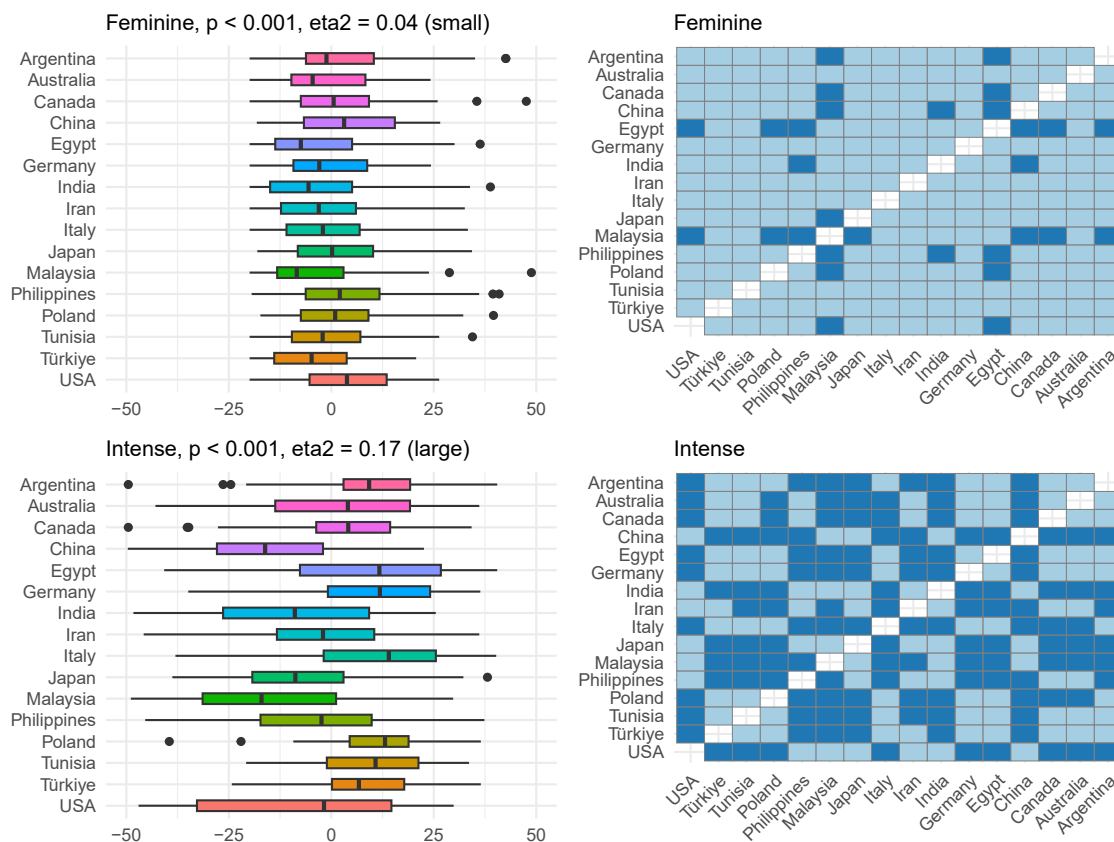 Feminine, p < 0.001, eta2 = 0.04 (small)
Argentina
Australia
Canada
China
Egypt
Germany
India
Iran
Italy
Japan
Malaysia
Philippines
Poland
Tunisia
Türkiye
USA
−50 −25 0 25 50
Feminine
Argentina
Australia
Canada
China
Egypt
Germany
India
Iran
Italy
Japan
Malaysia
Philippines
Poland
Tunisia
Türkiye
USA
USA
Türkiye
Tunisia
Poland
Philippines
Malaysia
Japan
Italy
Iran
India
Germany
Egypt
China
Canada
Australia
Argentina
Intense, p < 0.001, eta2 = 0.17 (large)
Argentina
Australia
Canada
China
Egypt
Germany
India
Iran
Italy
Japan
Malaysia
Philippines
Poland
Tunisia
Türkiye
USA
−50 −25 0 25 50
Intense
Argentina
Australia
Canada
China
Egypt
Germany
India
Iran
Italy
Japan
Malaysia
Philippines
Poland
Tunisia
Türkiye
USA
USA
Türkiye
Tunisia
Poland
Philippines
Malaysia
Japan
Italy
Iran
India
Germany
Egypt
China
Canada
Australia
Argentina